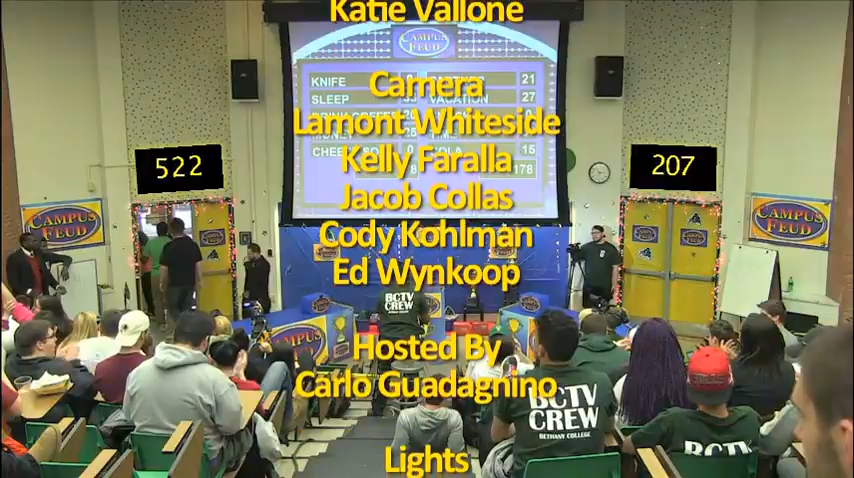 Katie Vallone
CAMPUS FEUD
KNIFE
21
SLEEP
VACATION
27
Camera
Lamont Whiteside
Kelly Faralla
Jacob Collas
Cody Kohlman
Ed Wynkoop
Hosted By
Carlo Guadagnino
Lights
15
178
522
207
CAMPUS
FEUD
CAMPUS
FEUD
BCTV
CREW
BCTV
CREW
BETHANY COLLEGE
BCTV